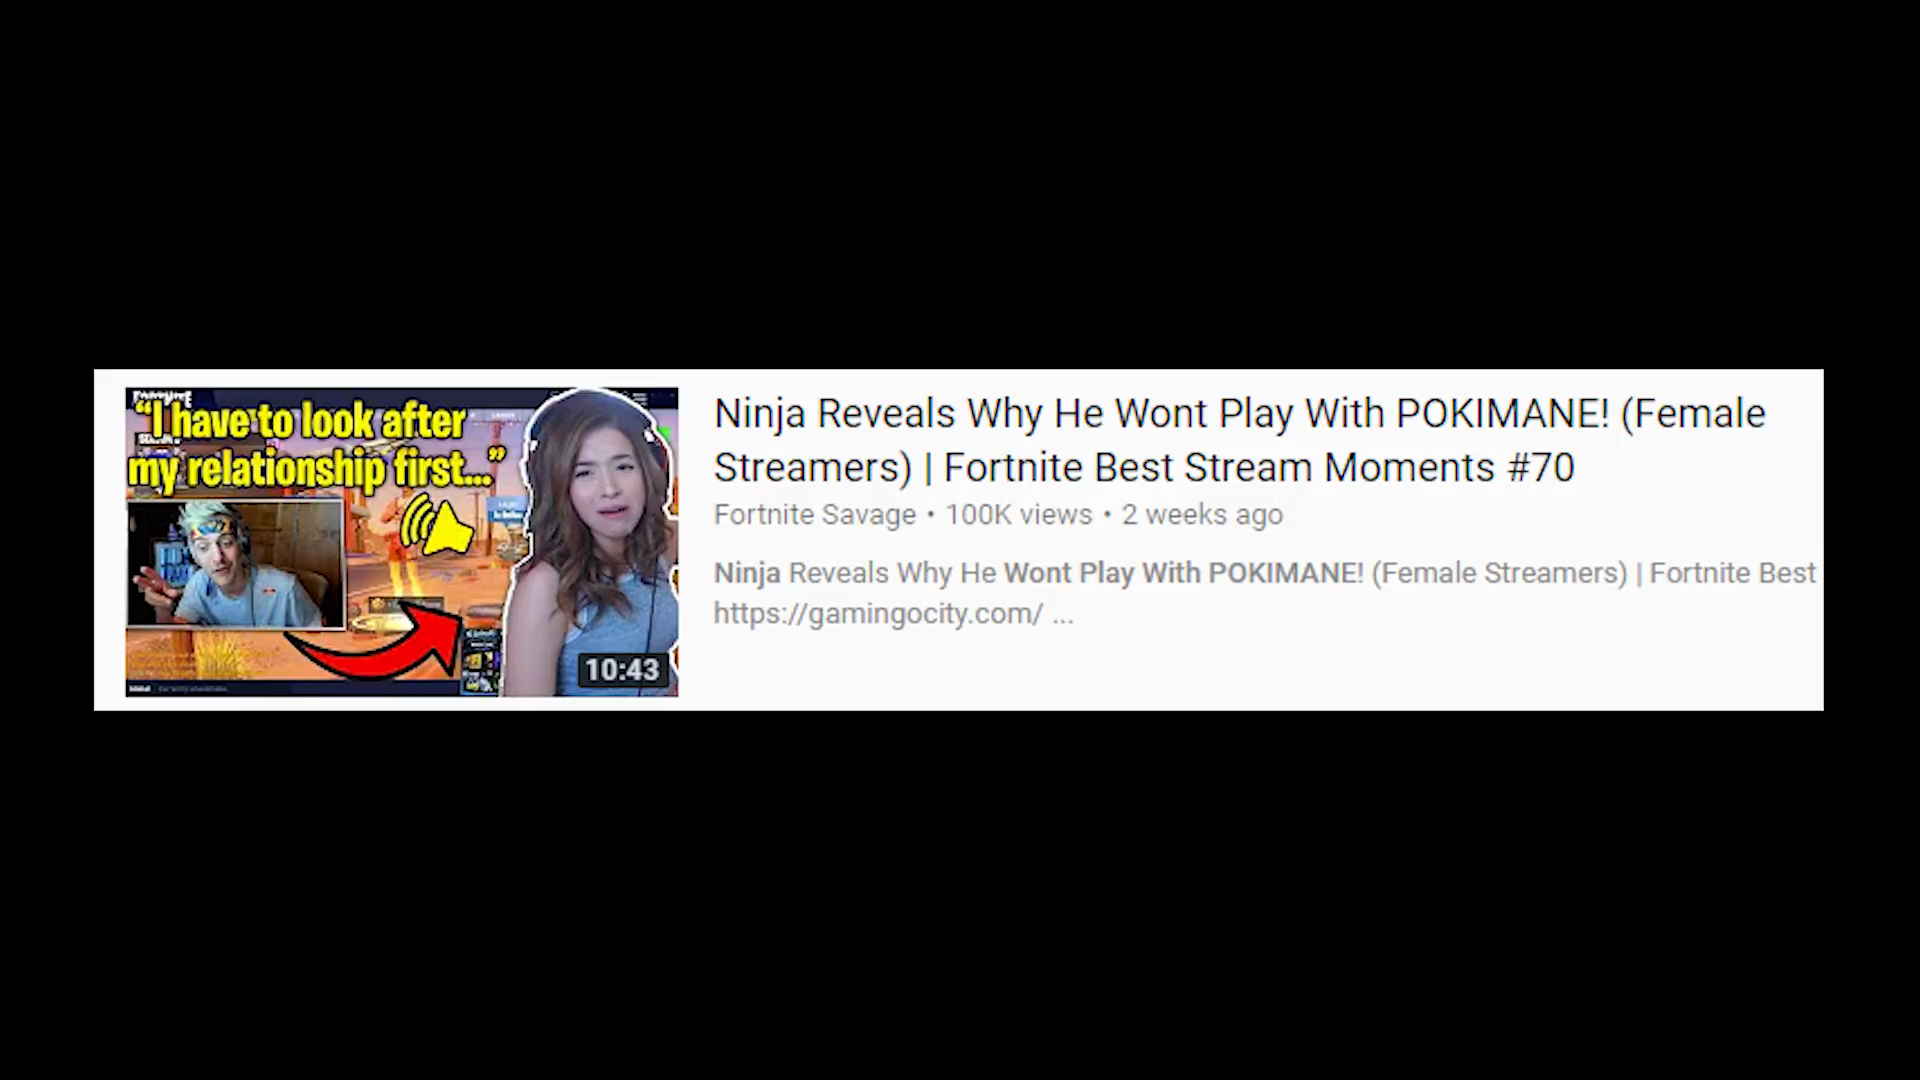 “I have to look after
my relationship first...”
10:43
Ninja Reveals Why He Wont Play With POKIMANE! (Female
Streamers) | Fortnite Best Stream Moments #70
Fortnite Savage • 100K views • 2 weeks ago
Ninja Reveals Why He Wont Play With POKIMANE! (Female Streamers) | Fortnite Best
https://gamingocity.com/ ...